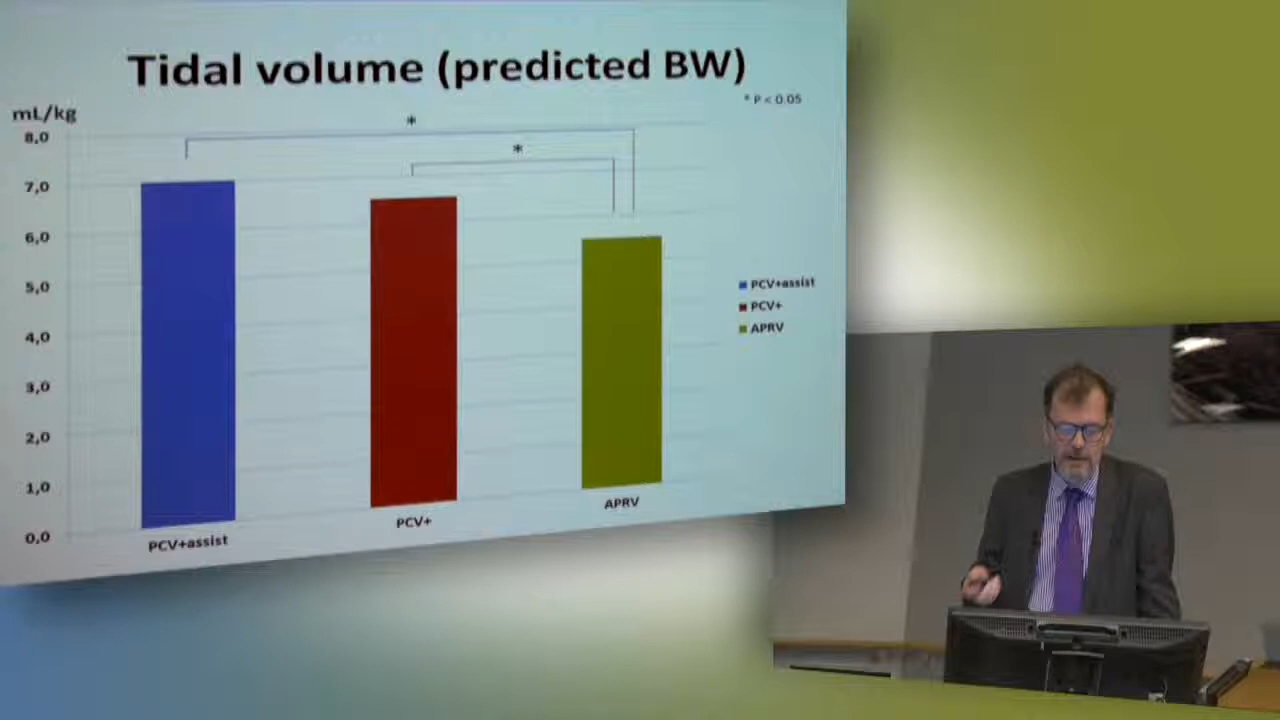 Tidal volume (predicted BW)
mL/kg
* P < 0.05
8,0
*
*
7,0
6,0
5,0
4,0
3,0
2,0
1,0
0,0
PCV+assist
PCV+
APRV
PCV+assist
PCV+
APRV